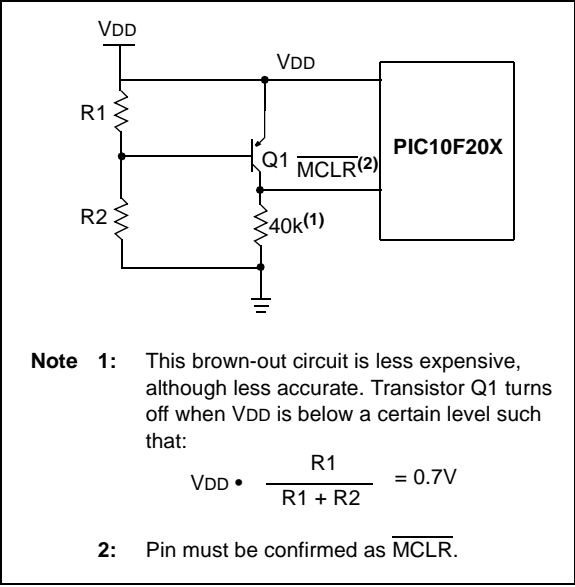 VDD
VDD
R1
Q1
MCLR(2)
PIC10F20X
R2
40k(1)
Note 1: This brown-out circuit is less expensive,
although less accurate. Transistor Q1 turns
off when VDD is below a certain level such
that:
VDD • R1 / R1 + R2 = 0.7V
2: Pin must be confirmed as MCLR.